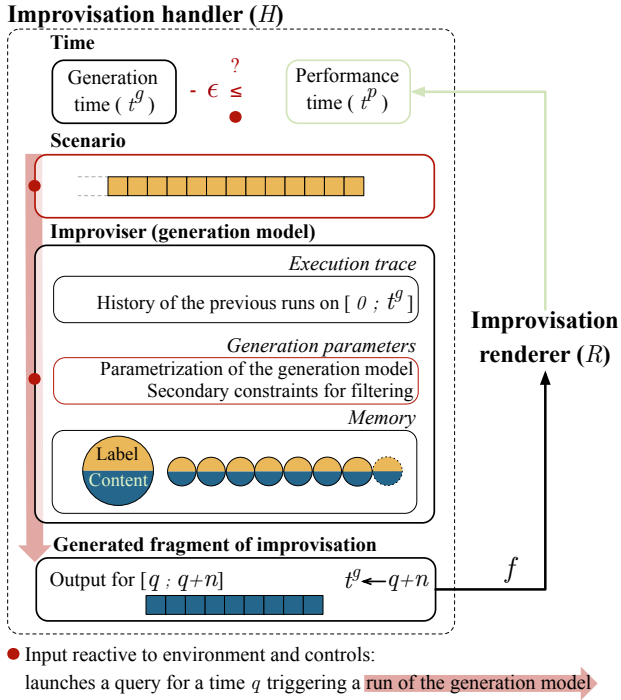 Improvisation handler (H)
Time
Generation
time ( t^g )
- ϵ ≤
?
Performance
time ( t^p )
Scenario
Improviser (generation model)
Execution trace
History of the previous runs on [ 0 ; t^g ]
Generation parameters
Parametrization of the generation model
Secondary constraints for filtering
Memory
Label
Content
Improvisation
renderer (R)
Generated fragment of improvisation
Output for [q ; q+n]
t^g ← q+n
f
Input reactive to environment and controls:
launches a query for a time q triggering a run of the generation model